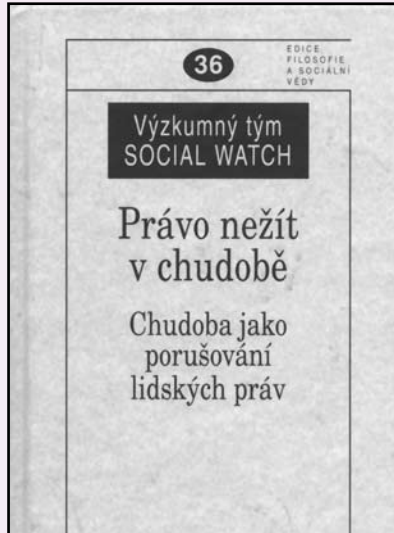 36
EDICE
FILOSOFIE
A SOCIÁLNÍ
VĚDY
Výzkumný tým
SOCIAL WATCH
Právo nežít
v chudobě
Chudoba jako
porušování
lidských práv